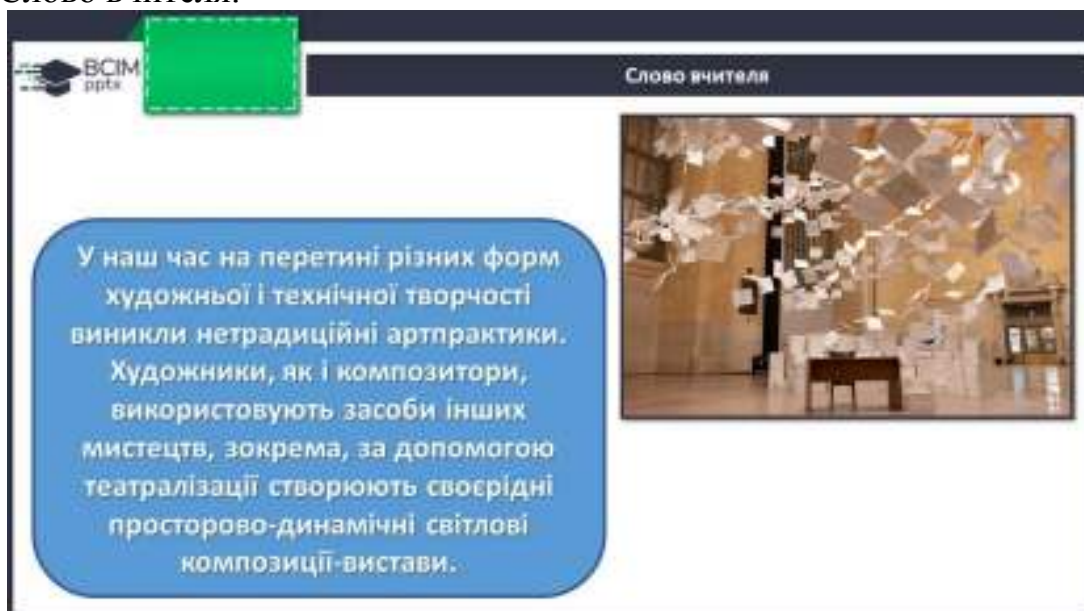 Слово вчителя.
BCIM
pptx
Слово вчителя
У наш час на перетині різних форм
художньої і технічної творчості
виникли нетрадиційні артпрактики.
Художники, як і композитори,
використовують засоби інших
мистецтв, зокрема, за допомогою
театралізації створюють своєрідні
просторово-динамічні світлові
композиції-вистави.